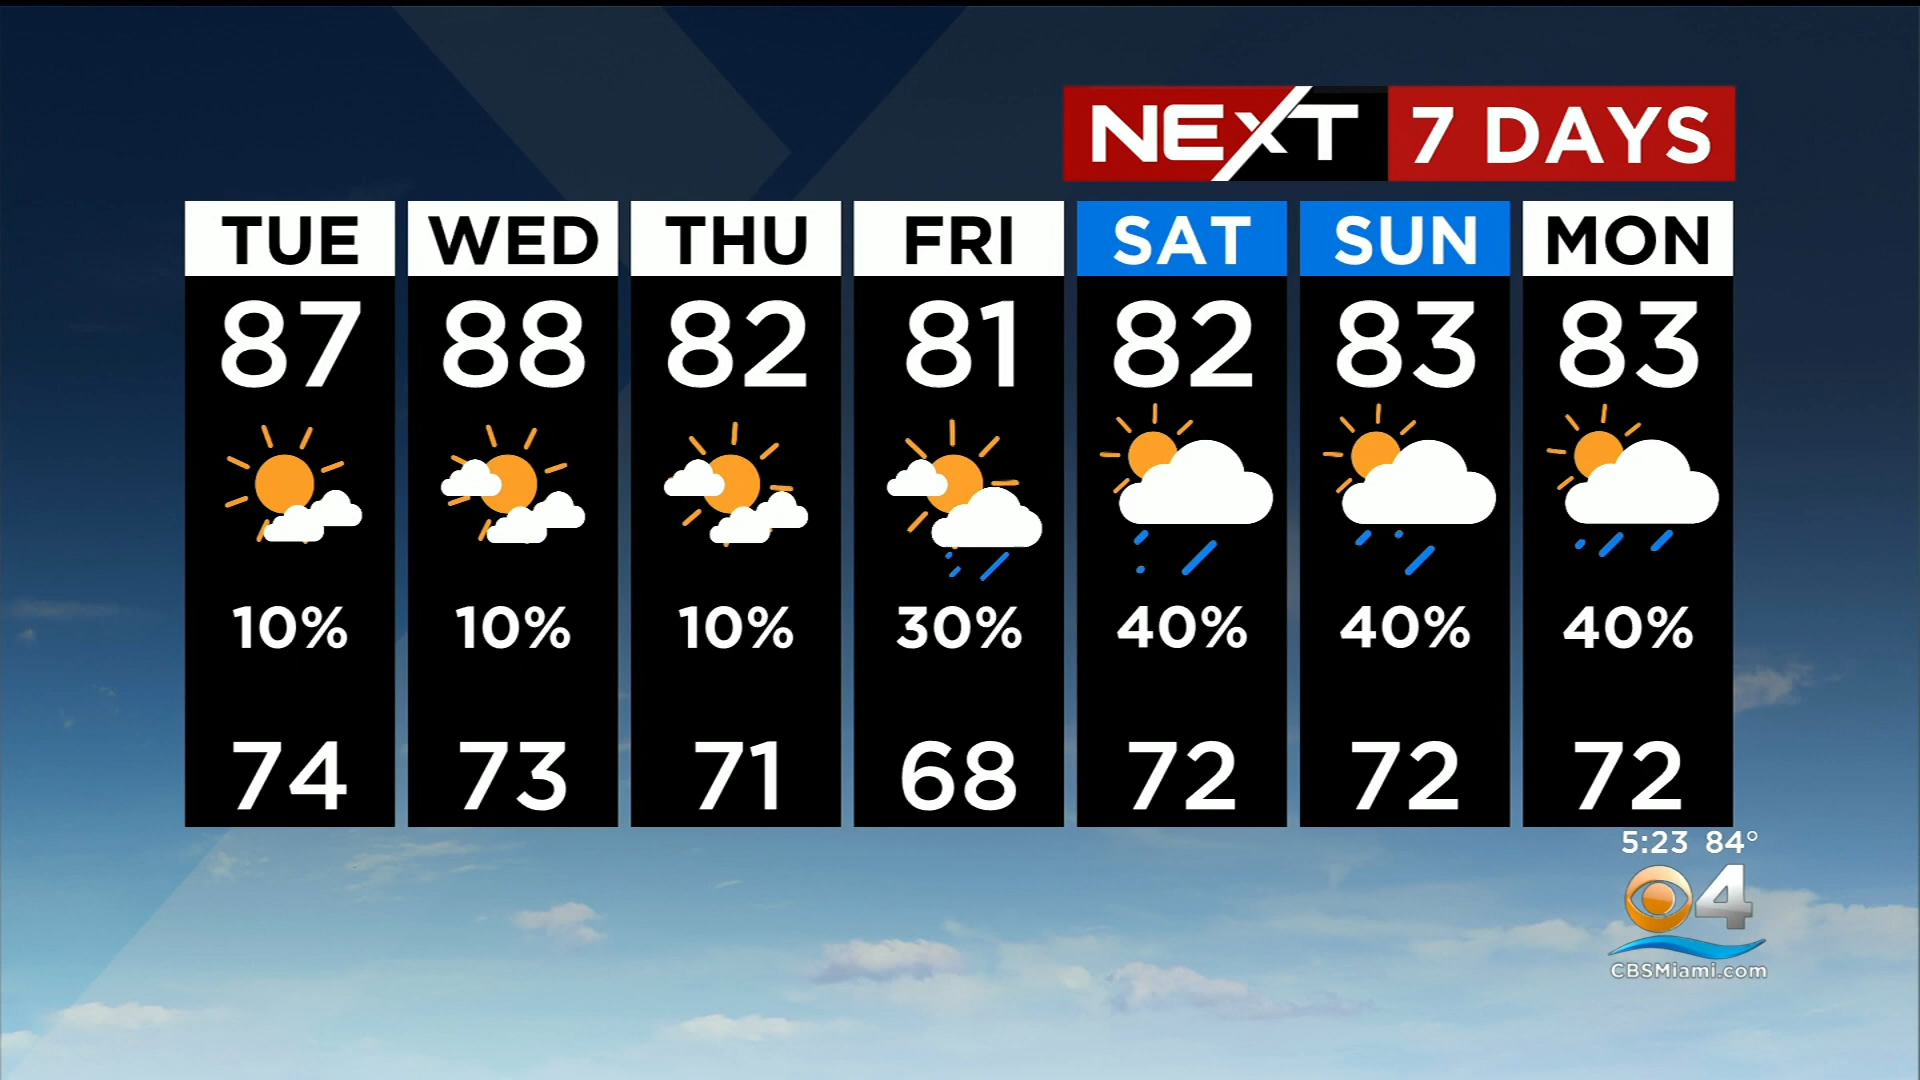 NEXT 7 DAYS
TUE WED THU FRI SAT SUN MON
87 88 82 81 82 83 83
10% 10% 10% 30% 40% 40% 40%
74 73 71 68 72 72 72
5:23 84°
4
CBSMiami.com